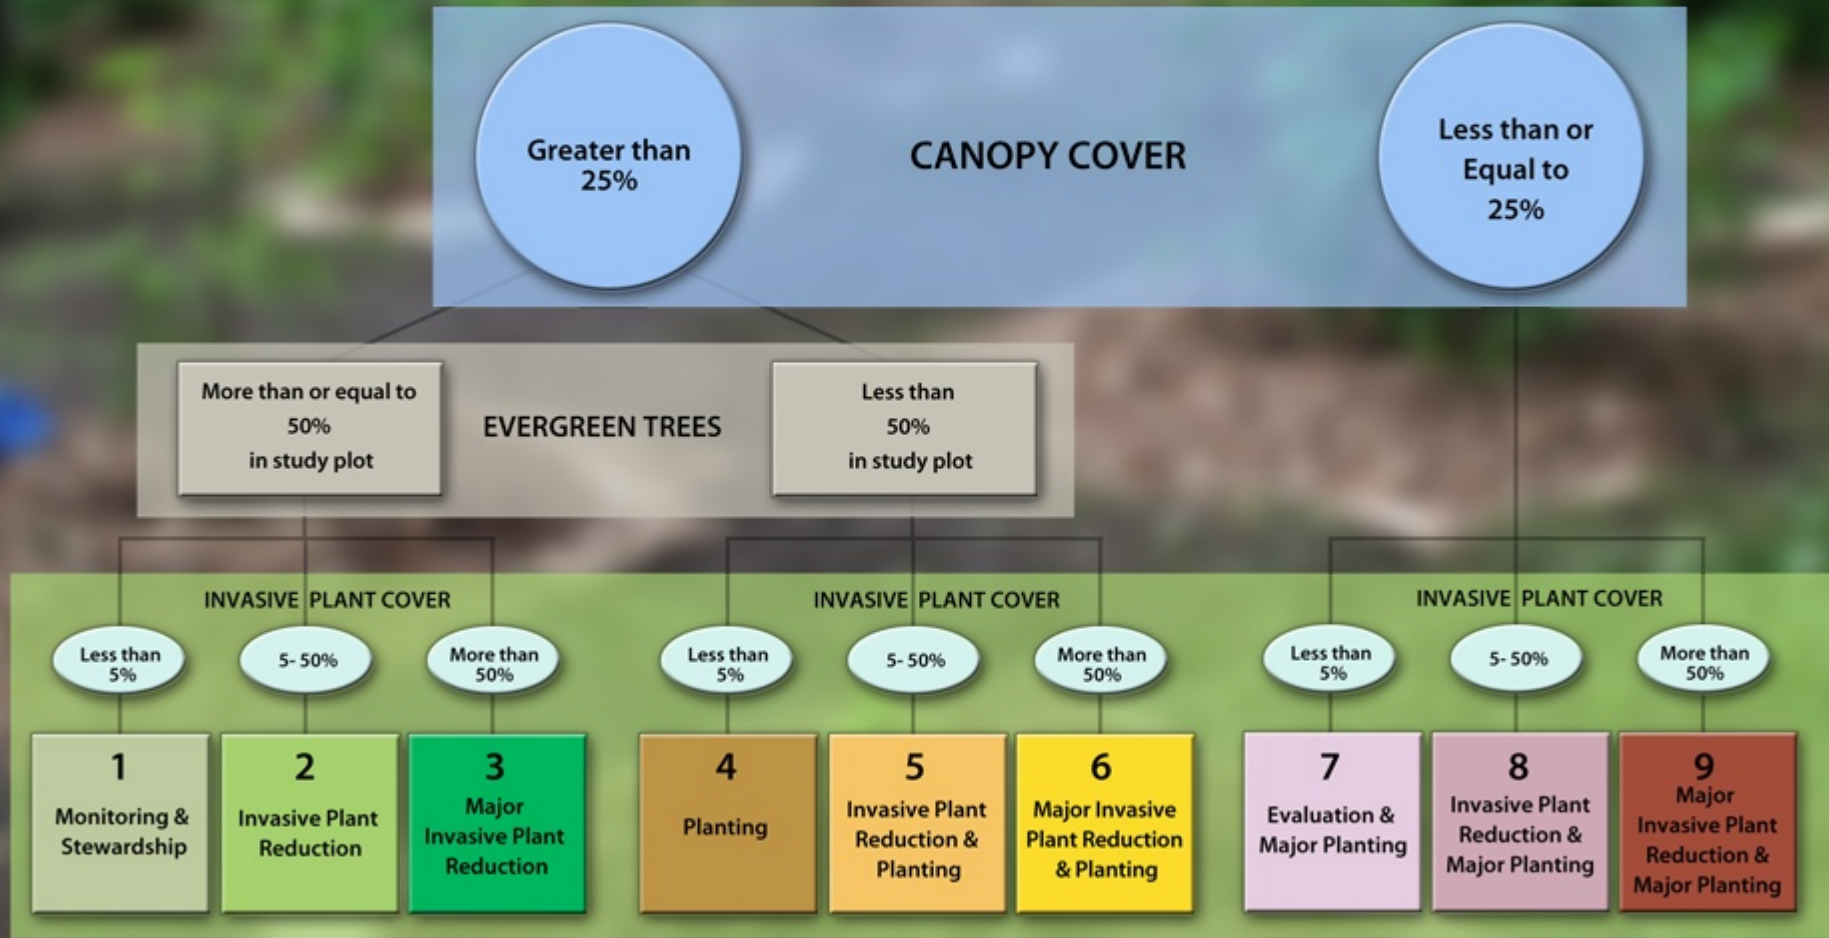 Greater than
25%
CANOPY COVER
Less than or
Equal to
25%
More than or equal to
50%
in study plot
EVERGREEN TREES
Less than
50%
in study plot
INVASIVE PLANT COVER
INVASIVE PLANT COVER
INVASIVE PLANT COVER
Less than
5%
5- 50%
More than
50%
Less than
5%
5- 50%
More than
50%
Less than
5%
5- 50%
More than
50%
1
Monitoring &
Stewardship
2
Invasive Plant
Reduction
3
Major
Invasive Plant
Reduction
4
Planting
5
Invasive Plant
Reduction &
Planting
6
Major Invasive
Plant Reduction
& Planting
7
Evaluation &
Major Planting
8
Invasive Plant
Reduction &
Major Planting
9
Major
Invasive Plant
Reduction &
Major Planting